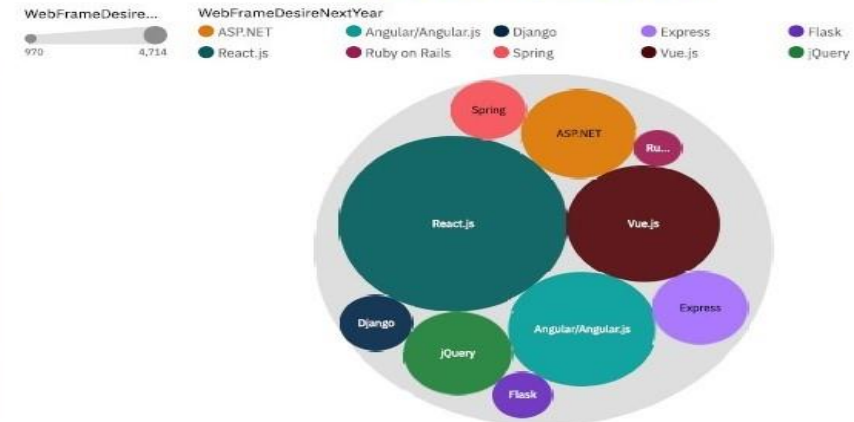 WebFrameDesire...
970 4,714
WebFrameDesireNextYear
ASP.NET Angular/Angular.js Django Express Flask
React.js Ruby on Rails Spring Vue.js jQuery
Spring
ASP.NET
Ru...
React.js
Vue.js
Express
Django
Angular/Angular.js
jQuery
Flask